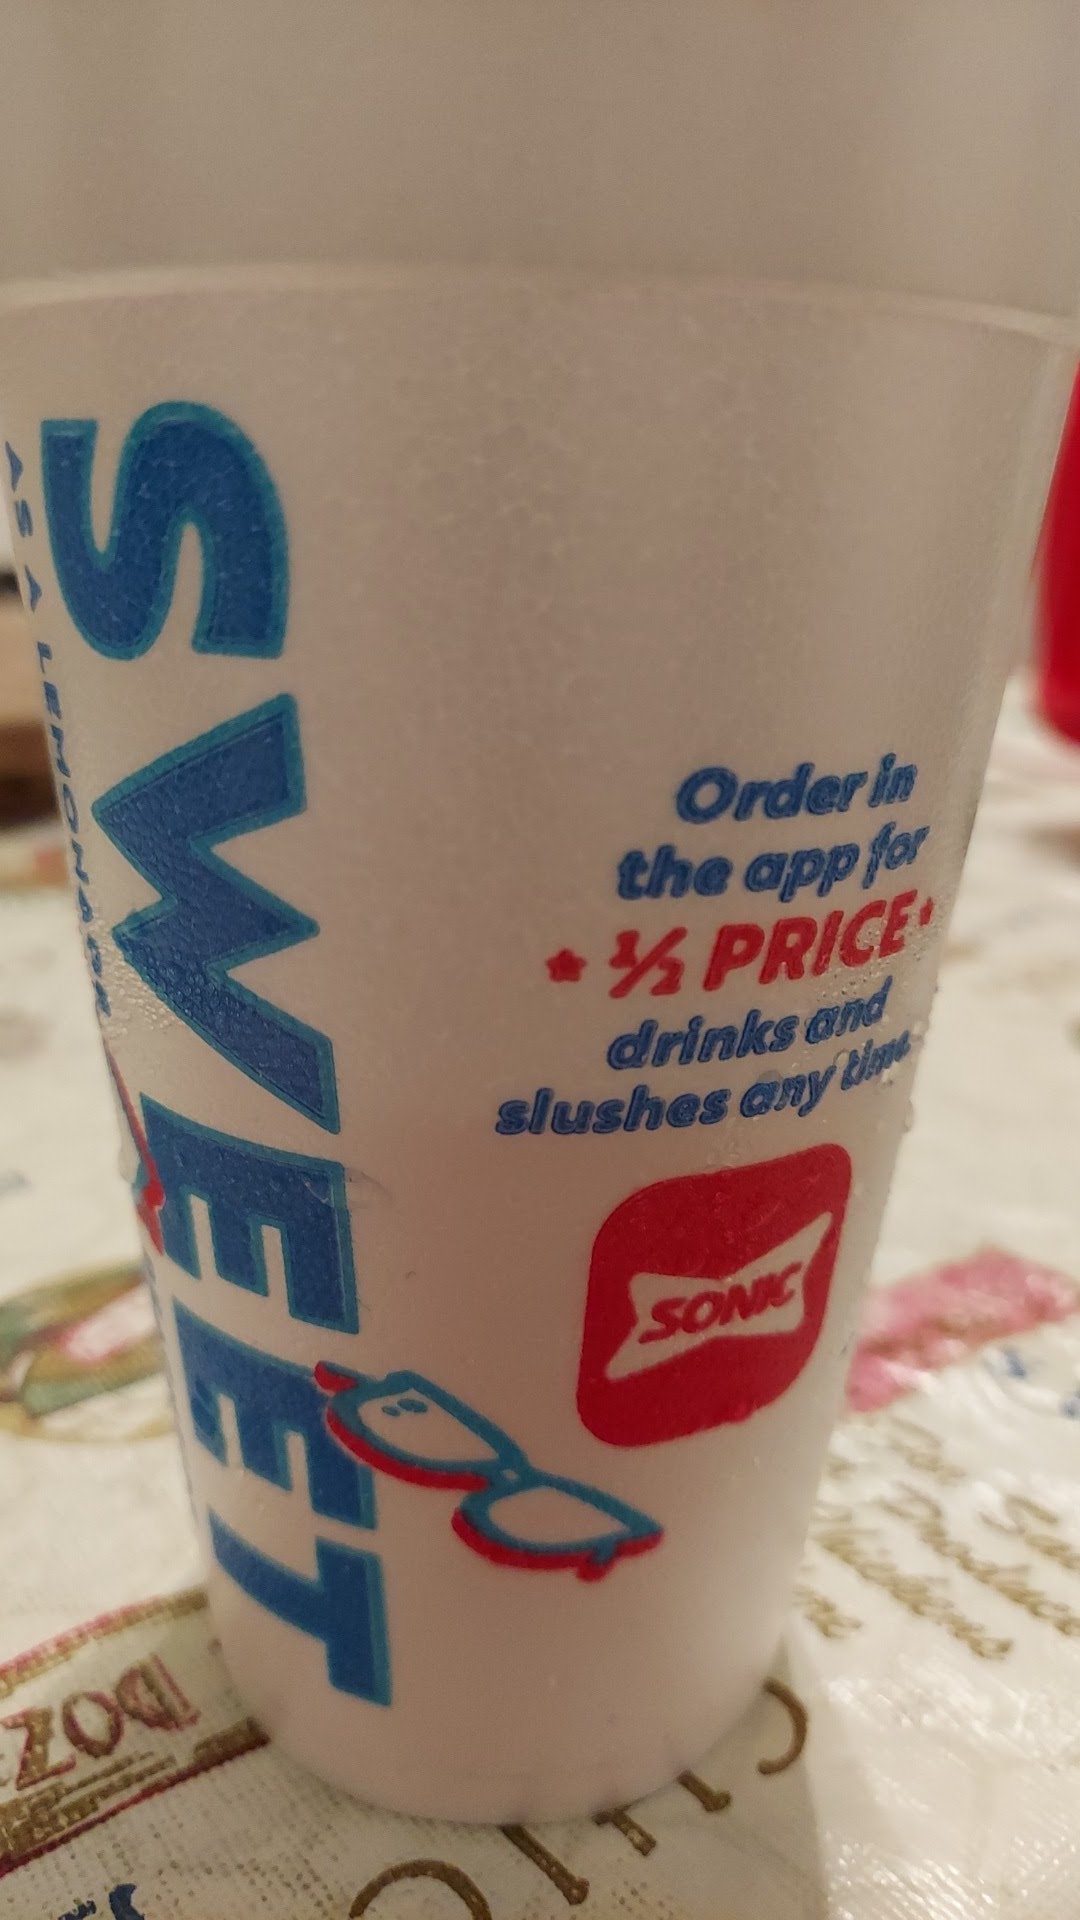 SWEET
AS A LEMONADE
Order in
the app for
½ PRICE
drinks and
slushes any time
SONIC